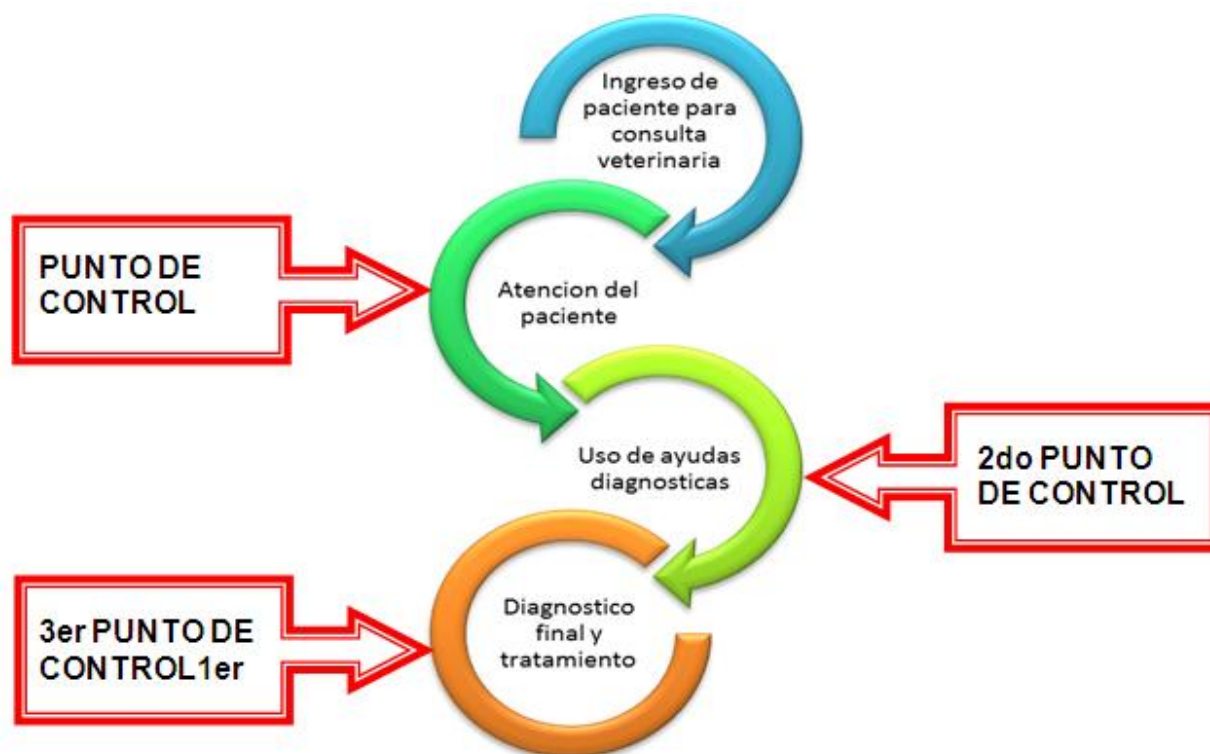 Ingreso de
paciente para
consulta
veterinaria
PUNTO DE
CONTROL
Atencion del
paciente
Uso de ayudas
diagnosticas
2do PUNTO
DE CONTROL
3er PUNTO DE
CONTROL1er
Diagnostico
final y
tratamiento